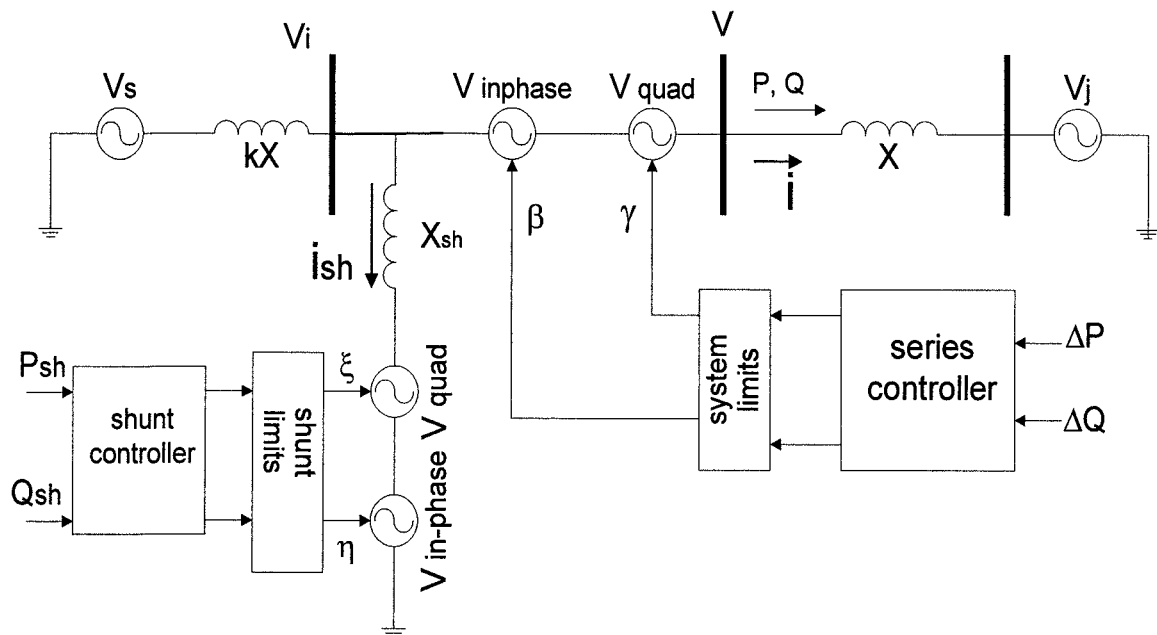 Vi
V
Vs
V inphase
V quad
P, Q
Vj
kX
X
i
β
γ
Xsh
ish
Psh
ξ
V quad
system
limits
series
controller
ΔP
shunt
controller
shunt
limits
ΔQ
Qsh
η
V in-phase